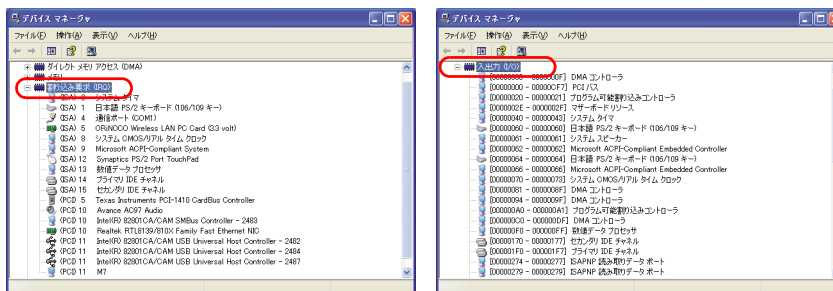 デバイス マネージャ
ファイル(F) 操作(A) 表示(V) ヘルプ(H)
ダイレクト メモリ アクセス (DMA)
メモリ
割り込み要求 (IRQ)
(ISA) 0 システム タイマ
(ISA) 1 日本語 PS/2 キーボード (106/109 キー)
(ISA) 4 通信ポート (COM1)
(ISA) 5 ORiNOCO Wireless LAN PC Card (3.3 volt)
(ISA) 8 システム CMOS/リアル タイム クロック
(ISA) 9 Microsoft ACPI-Compliant System
(ISA) 12 Synaptics PS/2 Port TouchPad
(ISA) 13 数値データ プロセッサ
(ISA) 14 プライマリ IDE チャネル
(ISA) 15 セカンダリ IDE チャネル
(PCI) 5 Texas Instruments PCI-1410 CardBus Controller
(PCI) 10 Avance AC97 Audio
(PCI) 10 Intel(R) 82801CA/CAM SMBus Controller - 2483
(PCI) 10 Realtek RTL8139/810X Family Fast Ethernet NIC
(PCI) 11 Intel(R) 82801CA/CAM USB Universal Host Controller - 2482
(PCI) 11 Intel(R) 82801CA/CAM USB Universal Host Controller - 2484
(PCI) 11 Intel(R) 82801CA/CAM USB Universal Host Controller - 2487
(PCI) 11 M7
デバイス マネージャ
ファイル(F) 操作(A) 表示(V) ヘルプ(H)
入出力 (I/O)
[00000000 - 0000000F] DMA コントローラ
[00000000 - 00000CF7] PCI バス
[00000020 - 00000021] プログラム可能割り込みコントローラ
[0000002E - 0000002F] マザーボード リソース
[00000040 - 00000043] システム タイマ
[00000060 - 00000060] 日本語 PS/2 キーボード (106/109 キー)
[00000061 - 00000061] システム スピーカー
[00000062 - 00000062] Microsoft ACPI-Compliant Embedded Controller
[00000064 - 00000064] 日本語 PS/2 キーボード (106/109 キー)
[00000066 - 00000066] Microsoft ACPI-Compliant Embedded Controller
[00000070 - 00000073] システム CMOS/リアル タイム クロック
[00000081 - 0000008F] DMA コントローラ
[00000094 - 0000009F] DMA コントローラ
[000000A0 - 000000A1] プログラム可能割り込みコントローラ
[000000C0 - 000000DF] DMA コントローラ
[000000F0 - 000000FF] 数値データ プロセッサ
[00000170 - 00000177] セカンダリ IDE チャネル
[000001F0 - 000001F7] プライマリ IDE チャネル
[00000274 - 00000277] ISAPNP 読み取りデータ ポート
[00000279 - 00000279] ISAPNP 読み取りデータ ポート